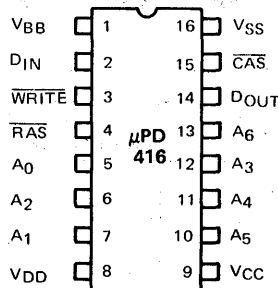 VBB 1 16 VSS
DIN 2 15 CAS
WRITE 3 14 DOUT
RAS 4 13 A6
μPD
416
A0 5 12 A3
A2 6 11 A4
A1 7 10 A5
VDD 8 9 VCC